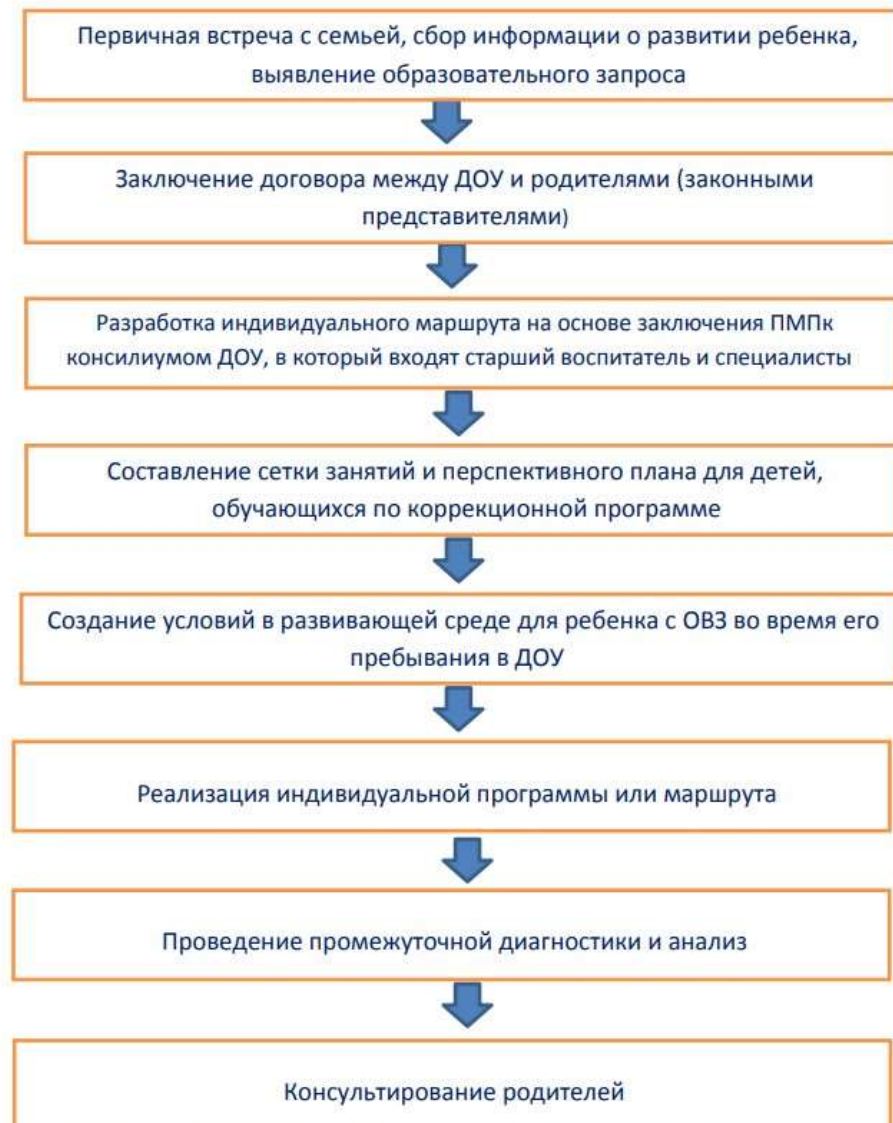 Первичная встреча с семьей, сбор информации о развитии ребенка,
выявление образовательного запроса
Заключение договора между ДОУ и родителями (законными
представителями)
Разработка индивидуального маршрута на основе заключения ПМПк
консилиумом ДОУ, в который входят старший воспитатель и специалисты
Составление сетки занятий и перспективного плана для детей,
обучающихся по коррекционной программе
Создание условий в развивающей среде для ребенка с ОВЗ во время его
пребывания в ДОУ
Реализация индивидуальной программы или маршрута
Проведение промежуточной диагностики и анализ
Консультирование родителей